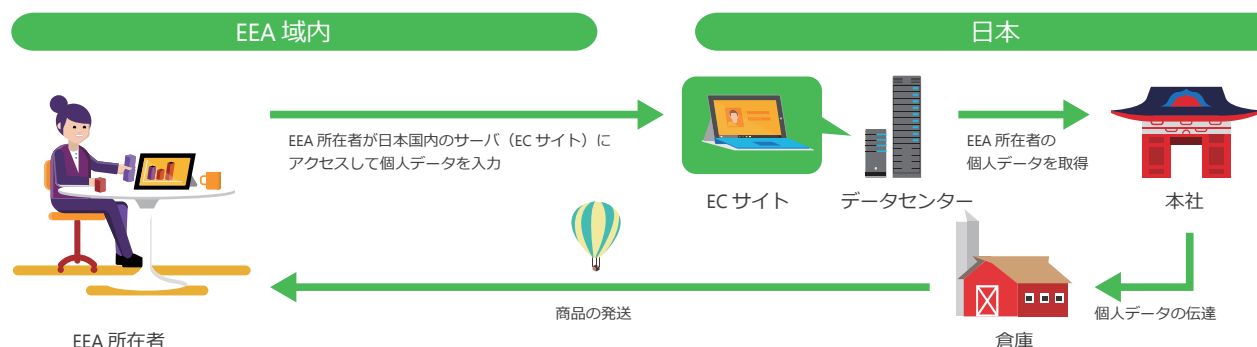 EEA 域内
日本
EEA 所在者が日本国内のサーバ（EC サイト）に
アクセスして個人データを入力
EEA 所在者の
個人データを取得
EC サイト
データセンター
本社
商品の発送
個人データの伝達
EEA 所在者
倉庫